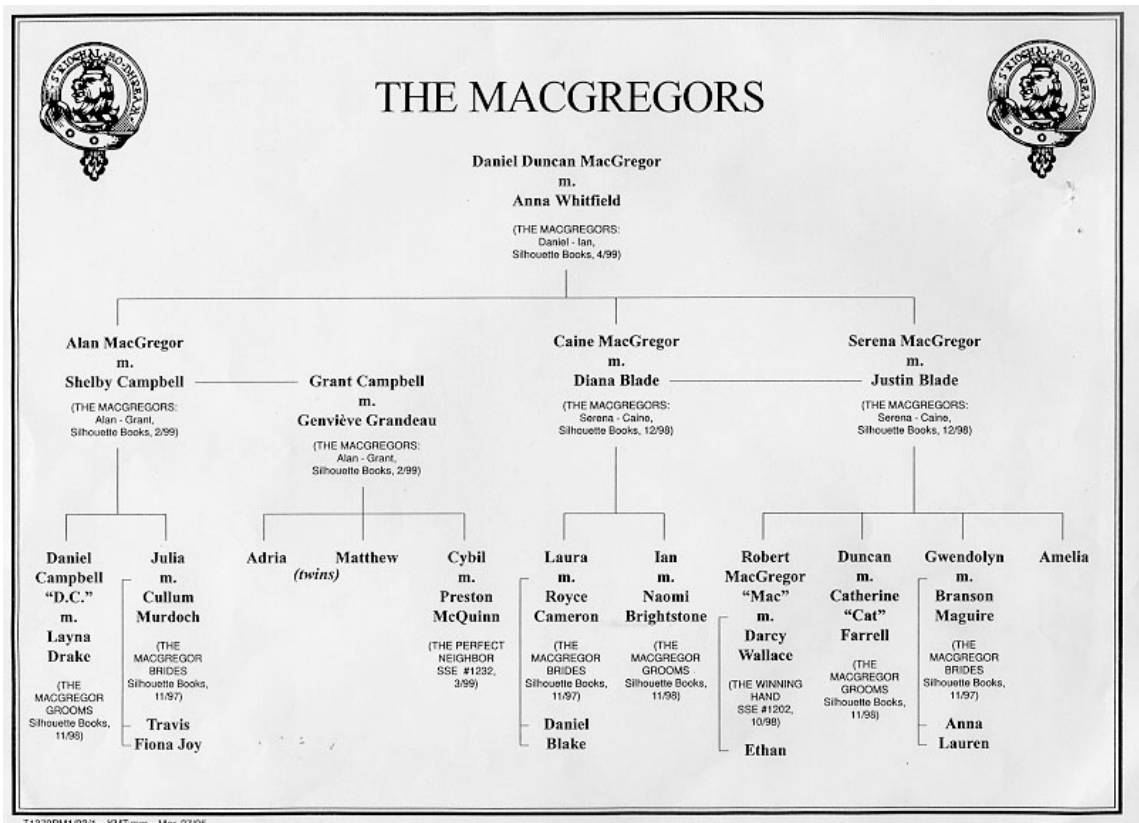 S'RIOGHAL·MO·DHREAM
S'RIOGHAL·MO·DHREAM
THE MACGREGORS
Daniel Duncan MacGregor
m.
Anna Whitfield
(THE MACGREGORS:
Daniel - Ian,
Silhouette Books, 4/99)
Alan MacGregor
m.
Shelby Campbell
(THE MACGREGORS:
Alan - Grant,
Silhouette Books, 2/99)
Grant Campbell
m.
Genviève Grandeau
(THE MACGREGORS:
Alan - Grant,
Silhouette Books, 2/99)
Caine MacGregor
m.
Diana Blade
(THE MACGREGORS:
Serena - Caine,
Silhouette Books, 12/98)
Serena MacGregor
m.
Justin Blade
(THE MACGREGORS:
Serena - Caine,
Silhouette Books, 12/98)
Daniel
Campbell
“D.C.”
m.
Layna
Drake
(THE
MACGREGOR
GROOMS
Silhouette Books,
11/98)
Julia
m.
Cullum
Murdoch
(THE
MACGREGOR
BRIDES
Silhouette Books,
11/97)
Travis
Fiona Joy
Adria
Matthew
(twins)
Cybil
m.
Preston
McQuinn
(THE PERFECT
NEIGHBOR
SSE #1232,
3/99)
Laura
m.
Royce
Cameron
(THE
MACGREGOR
BRIDES
Silhouette Books,
11/97)
Daniel
Blake
Ian
m.
Naomi
Brightstone
(THE
MACGREGOR
GROOMS
Silhouette Books,
11/98)
Robert
MacGregor
“Mac”
m.
Darcy
Wallace
(THE WINNING
HAND
SSE #1202,
10/98)
Ethan
Duncan
m.
Catherine
“Cat”
Farrell
(THE
MACGREGOR
GROOMS
Silhouette Books,
11/98)
Gwendolyn
m.
Branson
Maguire
(THE
MACGREGOR
BRIDES
Silhouette Books,
11/97)
Anna
Lauren
Amelia